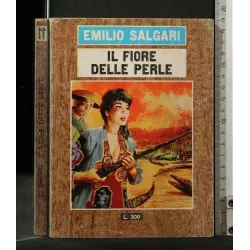 EMILIO SALGARI
IL FIORE
DELLE PERLE
L. 300